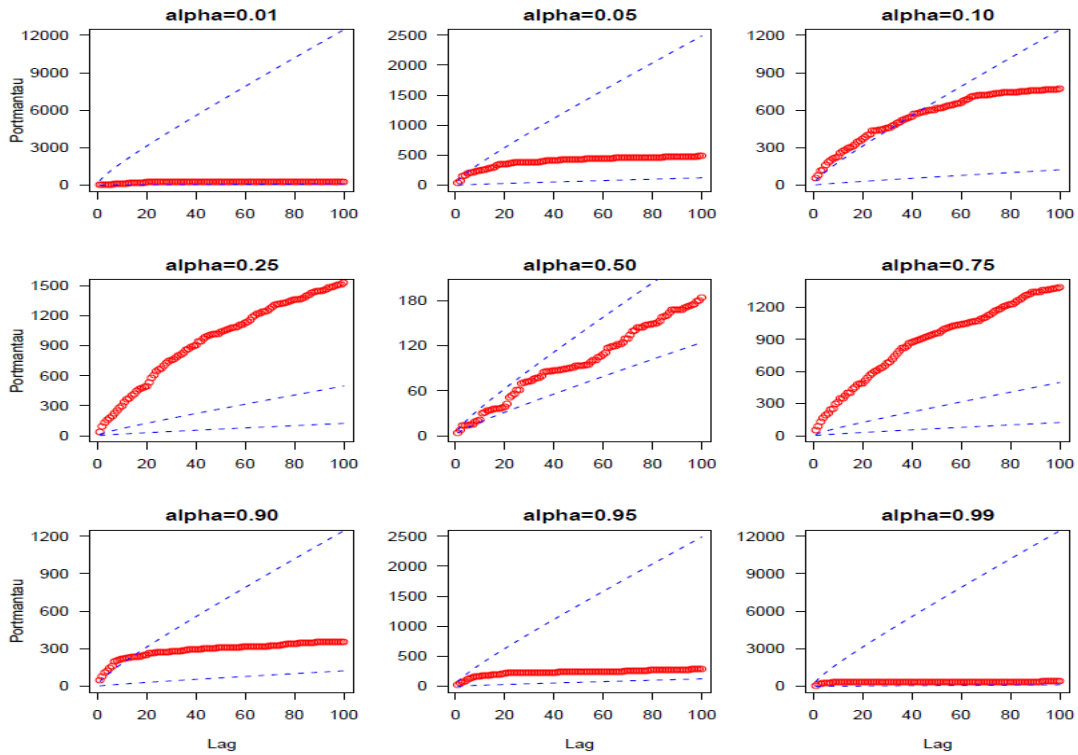 alpha=0.01 alpha=0.05 alpha=0.10
12000 2500 1200
9000 2000 900
6000 1500 600
3000 1000 300
0 500 0
0
Portmantau
0 20 40 60 80 100 0 20 40 60 80 100 0 20 40 60 80 100
alpha=0.25 alpha=0.50 alpha=0.75
1500 180 1200
1200 120 900
900 60 600
600 0 300
300 0
0
Portmantau
0 20 40 60 80 100 0 20 40 60 80 100 0 20 40 60 80 100
alpha=0.90 alpha=0.95 alpha=0.99
1200 2500 12000
900 2000 9000
600 1500 6000
300 1000 3000
0 500 0
0
Portmantau
0 20 40 60 80 100 0 20 40 60 80 100 0 20 40 60 80 100
Lag Lag Lag